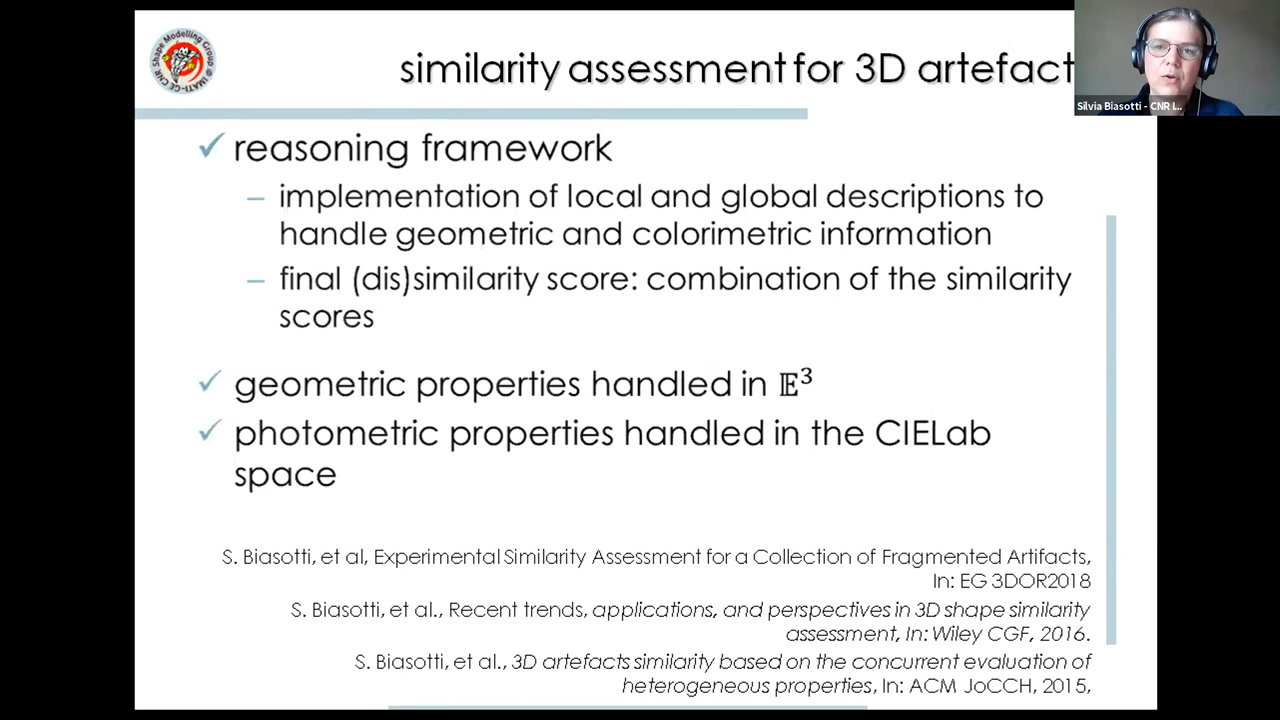 similarity assessment for 3D artefact
Silvia Biasotti - CNR I...
✓ reasoning framework
– implementation of local and global descriptions to
handle geometric and colorimetric information
– final (dis)similarity score: combination of the similarity
scores
✓ geometric properties handled in 𝔼³
✓ photometric properties handled in the CIELab
space
S. Biasotti, et al, Experimental Similarity Assessment for a Collection of Fragmented Artifacts,
In: EG 3DOR2018
S. Biasotti, et al., Recent trends, applications, and perspectives in 3D shape similarity
assessment, In: Wiley CGF, 2016.
S. Biasotti, et al., 3D artefacts similarity based on the concurrent evaluation of
heterogeneous properties, In: ACM JoCCH, 2015,